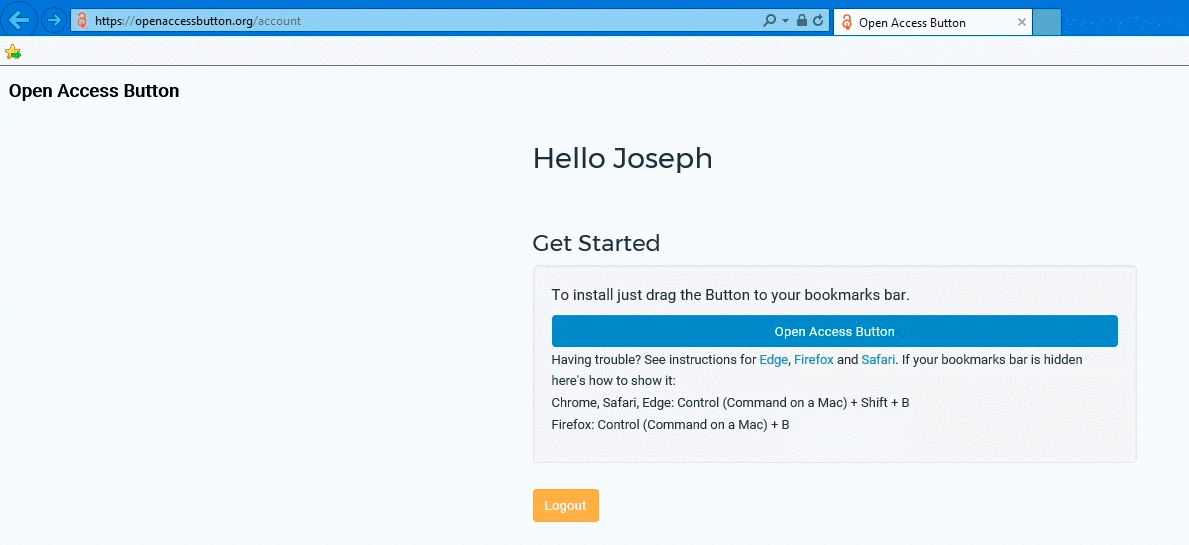 https://openaccessbutton.org/account
Open Access Button
Open Access Button
Hello Joseph
Get Started
To install just drag the Button to your bookmarks bar.
Open Access Button
Having trouble? See instructions for Edge, Firefox and Safari. If your bookmarks bar is hidden
here's how to show it:
Chrome, Safari, Edge: Control (Command on a Mac) + Shift + B
Firefox: Control (Command on a Mac) + B
Logout